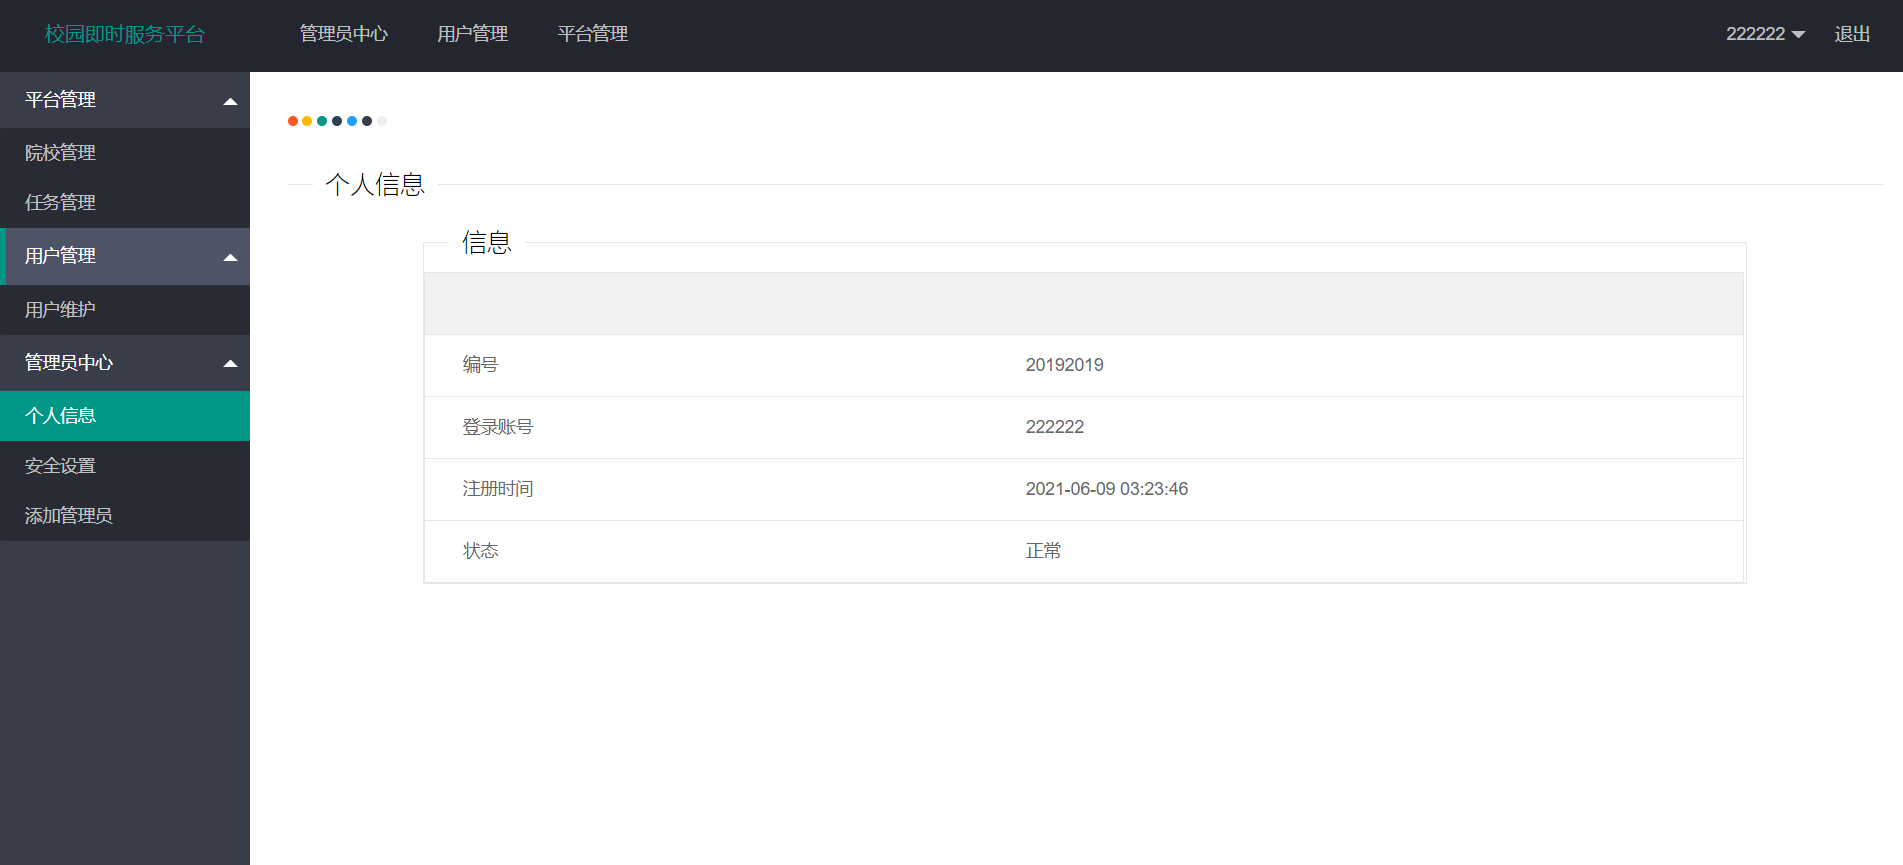 校园即时服务平台 管理员中心 用户管理 平台管理 222222 退出
平台管理
院校管理
任务管理
用户管理
用户维护
管理员中心
个人信息
安全设置
添加管理员
个人信息
信息
编号 20192019
登录账号 222222
注册时间 2021-06-09 03:23:46
状态 正常